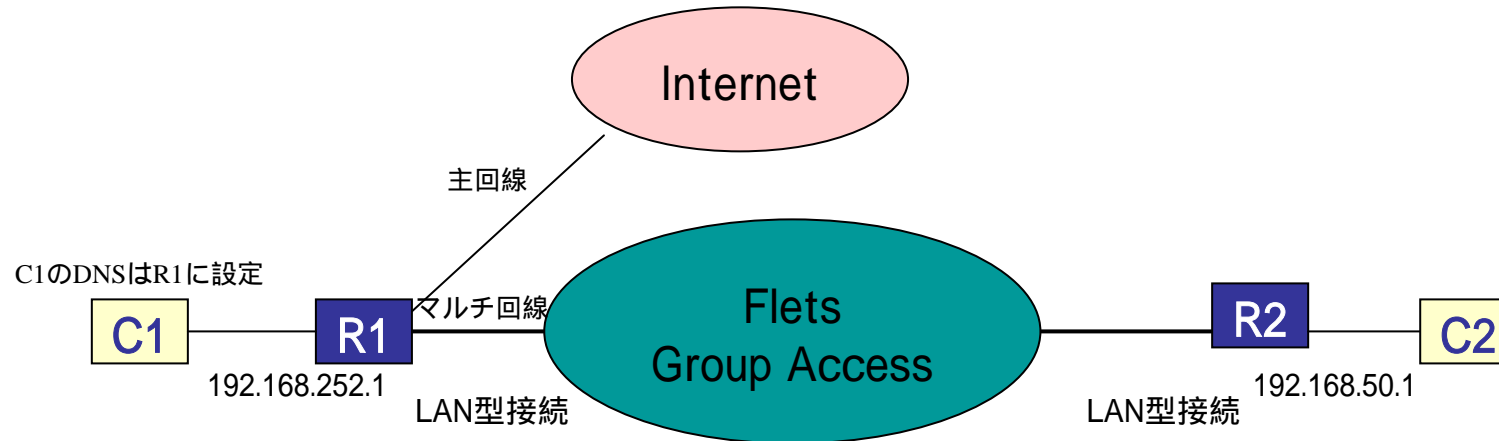 Internet
主回線
C1のDNSはR1に設定
マルチ回線
C1
R1
Flets
Group Access
R2
C2
192.168.252.1
192.168.50.1
LAN型接続
LAN型接続